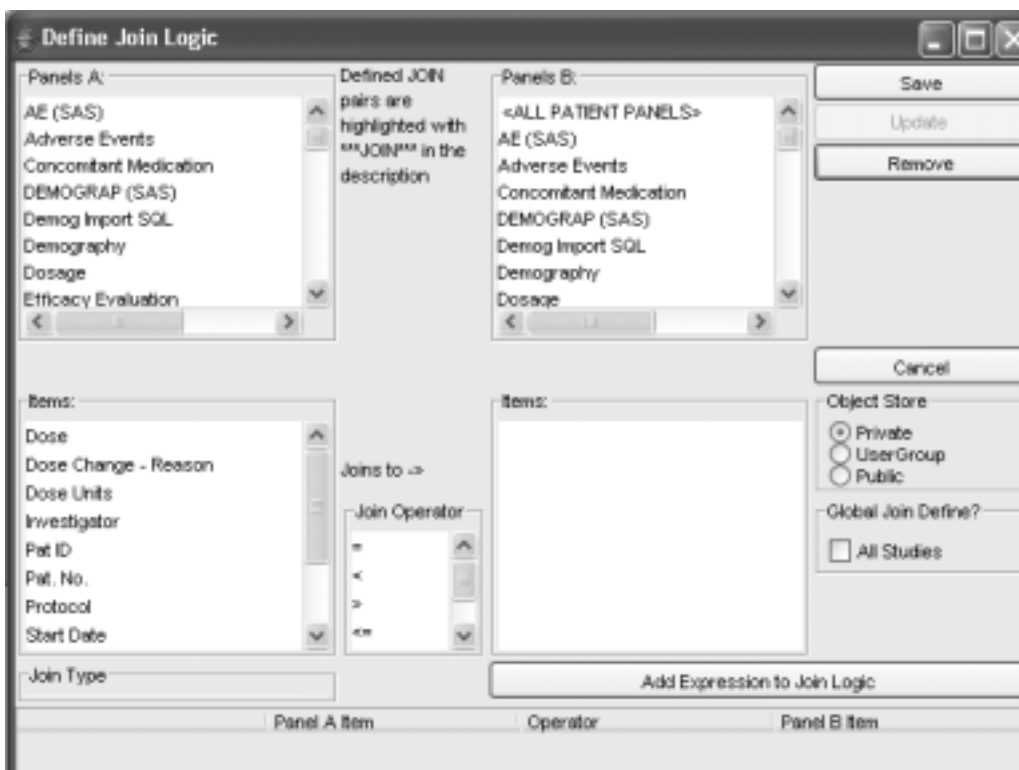 Define Join Logic
Panels A:
AE (SAS)
Adverse Events
Concomitant Medication
DEMOGRAP (SAS)
Demog Import SQL
Demography
Dosage
Efficacy Evaluation
Defined JOIN
pairs are
highlighted with
***JOIN*** in the
description
Panels B:
<ALL PATIENT PANELS>
AE (SAS)
Adverse Events
Concomitant Medication
DEMOGRAP (SAS)
Demog Import SQL
Demography
Dosage
Save
Update
Remove
Cancel
Items:
Dose
Dose Change - Reason
Dose Units
Investigator
Pat ID
Pat. No.
Protocol
Start Date
Joins to ->
Join Operator
=
<
>
<=
Items:
Object Store
Private
UserGroup
Public
Global Join Define?
All Studies
Join Type
Add Expression to Join Logic
Panel A Item Operator Panel B Item